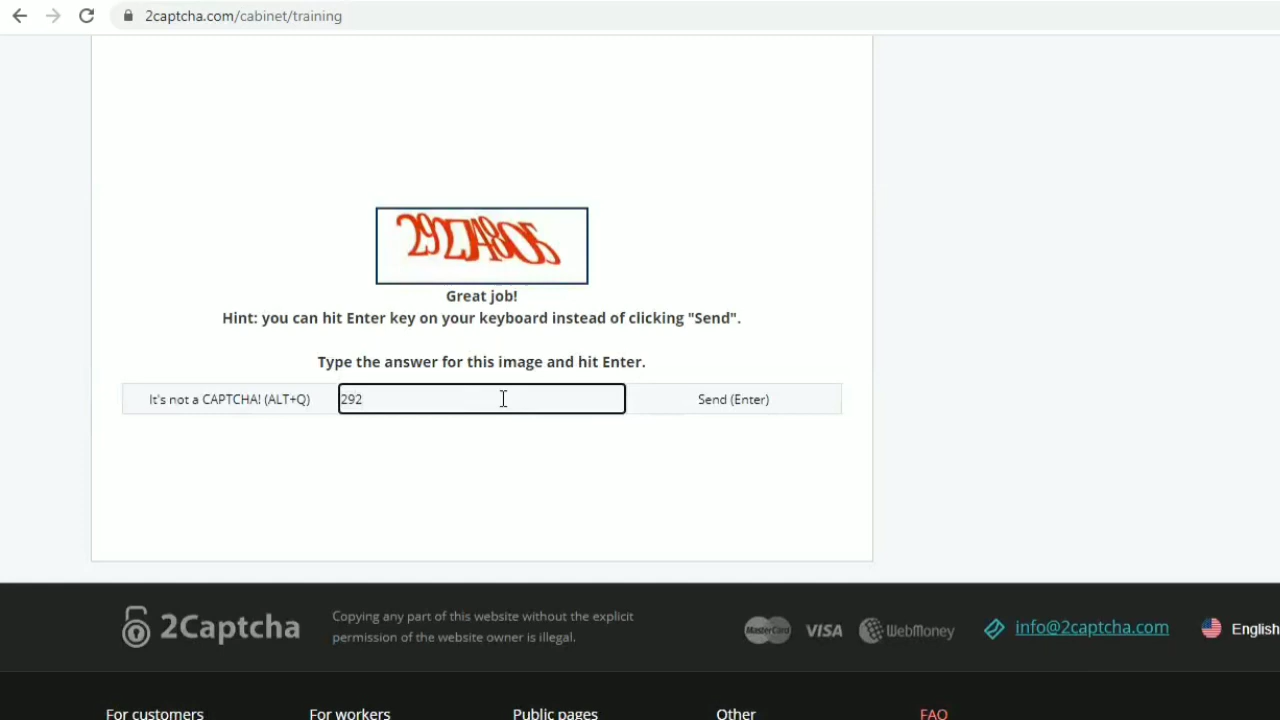 2captcha.com/cabinet/training
Great job!
Hint: you can hit Enter key on your keyboard instead of clicking "Send".
Type the answer for this image and hit Enter.
It's not a CAPTCHA! (ALT+Q)
292
Send (Enter)
2Captcha
Copying any part of this website without the explicit
permission of the website owner is illegal.
MasterCard
VISA
WebMoney
info@2captcha.com
English
For customers
For workers
Public pages
Other
FAQ